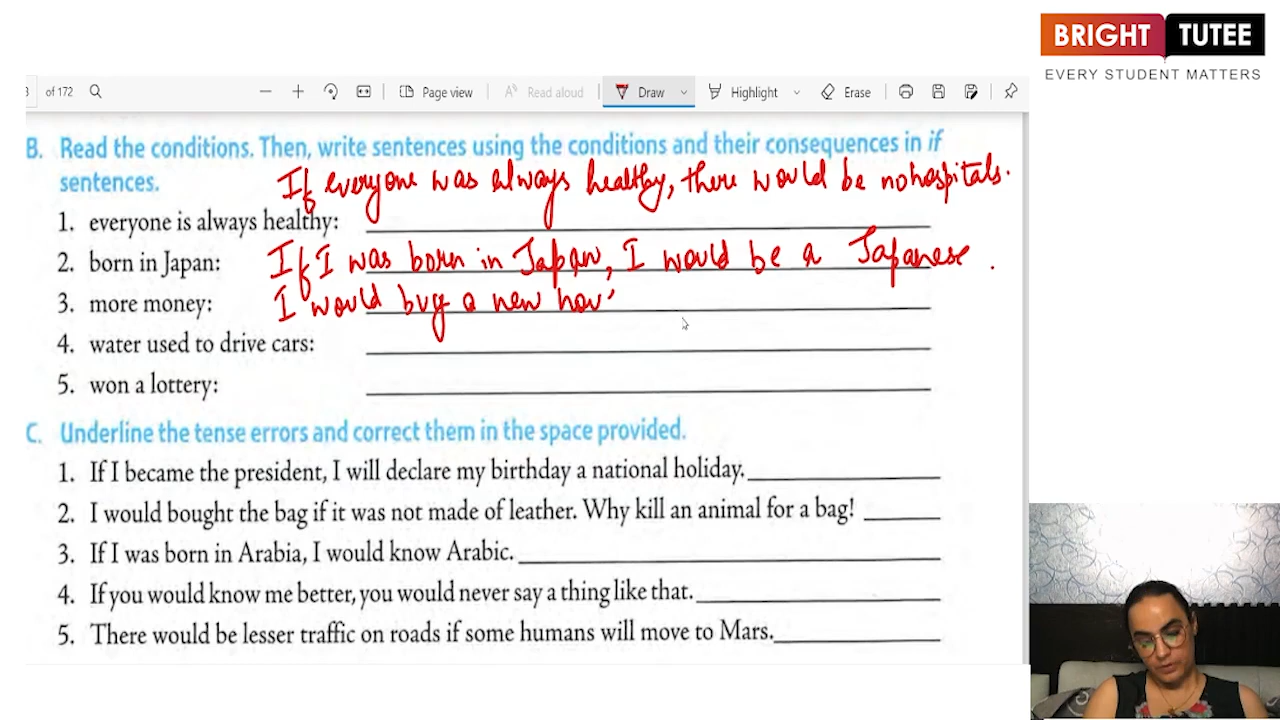 BRIGHT TUTEE
EVERY STUDENT MATTERS
3 of 172 Page view Read aloud Draw Highlight Erase
B. Read the conditions. Then, write sentences using the conditions and their consequences in if
sentences.
If everyone was always healthy, there would be no hospitals.
1. everyone is always healthy:
2. born in Japan: If I was born in Japan, I would be a Japanese.
3. more money: I would buy a new hou
4. water used to drive cars:
5. won a lottery:
C. Underline the tense errors and correct them in the space provided.
1. If I became the president, I will declare my birthday a national holiday.
2. I would bought the bag if it was not made of leather. Why kill an animal for a bag!
3. If I was born in Arabia, I would know Arabic.
4. If you would know me better, you would never say a thing like that.
5. There would be lesser traffic on roads if some humans will move to Mars.